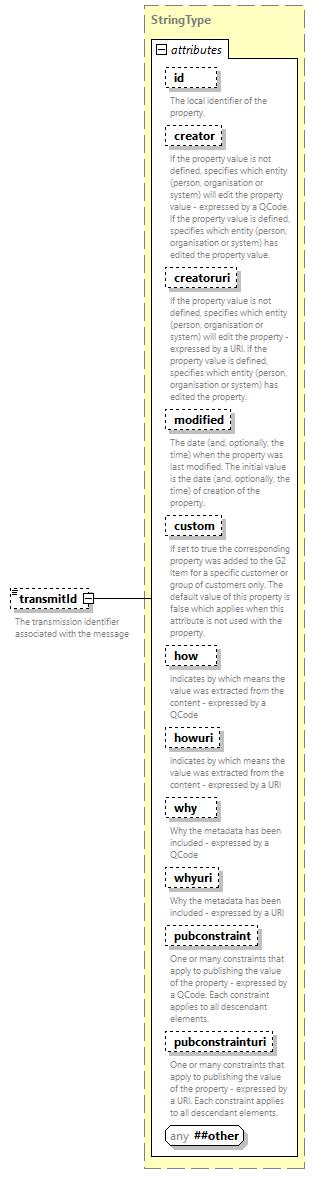 StringType
attributes
id
The local identifier of the
property.
creator
If the property value is not
defined, specifies which entity
(person, organisation or
system) will edit the property
value - expressed by a QCode.
If the property value is defined,
specifies which entity (person,
organisation or system) has
edited the property value.
creatoruri
If the property value is not
defined, specifies which entity
(person, organisation or
system) will edit the property -
expressed by a URI. If the
property value is defined,
specifies which entity (person,
organisation or system) has
edited the property.
modified
The date (and, optionally, the
time) when the property was
last modified. The initial value
is the date (and, optionally, the
time) of creation of the
property.
custom
If set to true the corresponding
property was added to the G2
Item for a specific customer or
group of customers only. The
default value of this property is
false which applies when this
attribute is not used with the
property.
transmitId
The transmission identifier
associated with the message
how
Indicates by which means the
value was extracted from the
content - expressed by a
QCode
howuri
Indicates by which means the
value was extracted from the
content - expressed by a URI
why
Why the metadata has been
included - expressed by a
QCode
whyuri
Why the metadata has been
included - expressed by a URI
pubconstraint
One or many constraints that
apply to publishing the value
of the property - expressed by
a QCode. Each constraint
applies to all descendant
elements.
pubconstrainturi
One or many constraints that
apply to publishing the value
of the property - expressed by
a URI. Each constraint applies
to all descendant elements.
any ##other